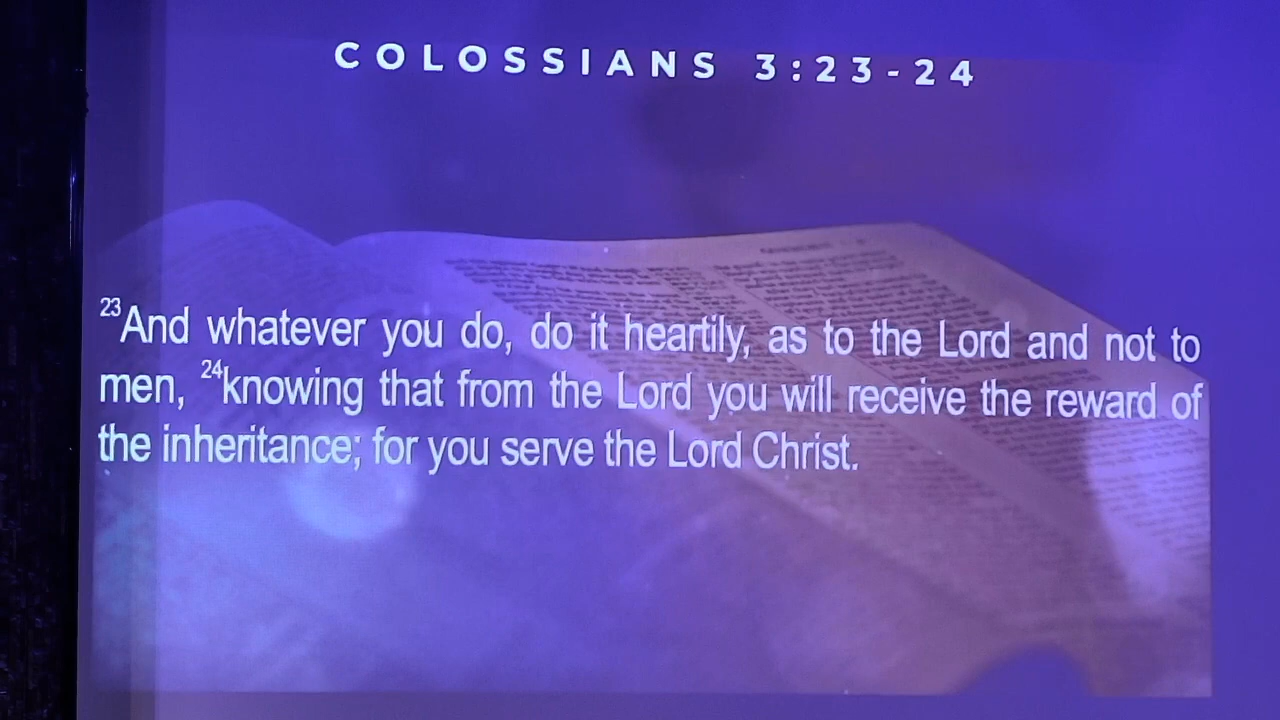 COLOSSIANS 3:23-24
23And whatever you do, do it heartily, as to the Lord and not to
men, 24knowing that from the Lord you will receive the reward of
the inheritance; for you serve the Lord Christ.